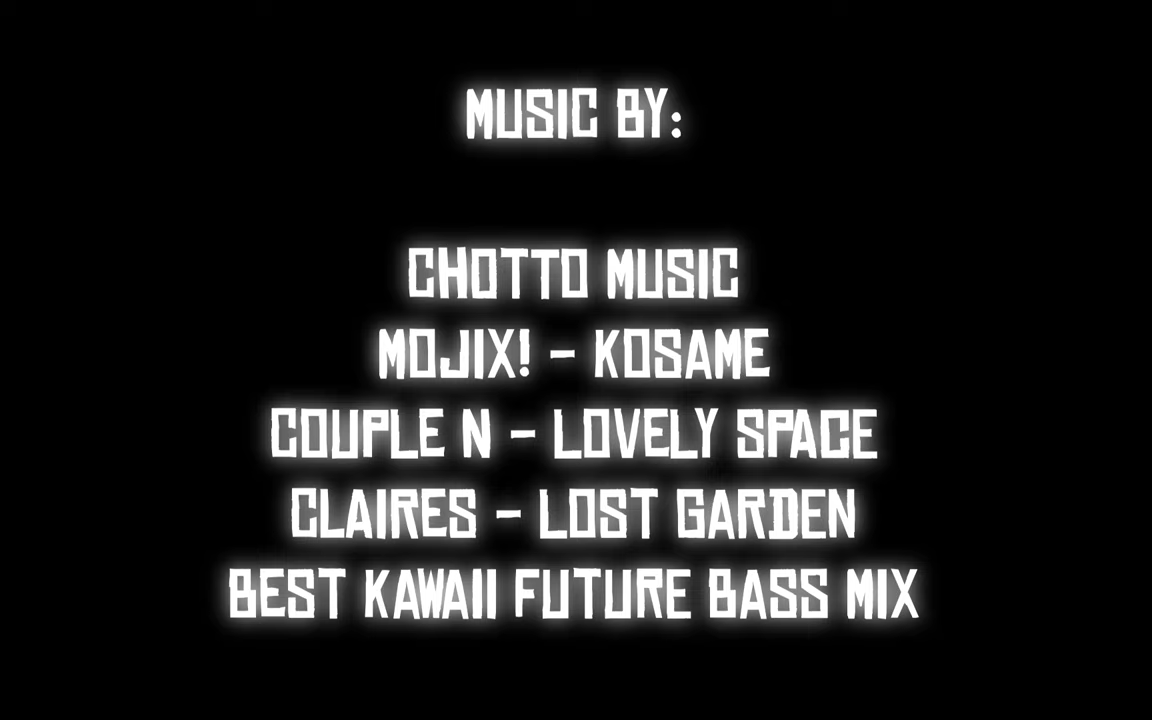 MUSIC BY:
CHOTTO MUSIC
MOJIX! - KOSAME
COUPLE N - LOVELY SPACE
CLAIRES - LOST GARDEN
BEST KAWAII FUTURE BASS MIX